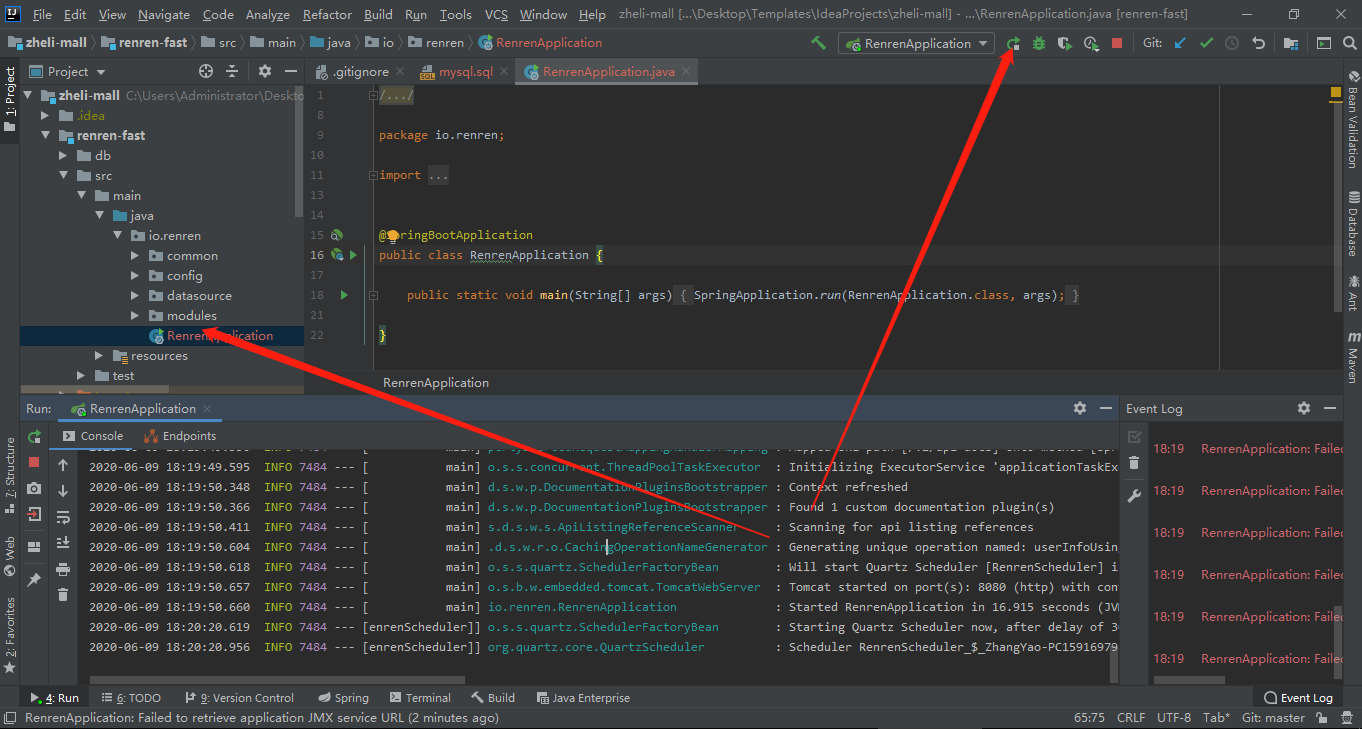 File Edit View Navigate Code Analyze Refactor Build Run Tools VCS Window Help zheli-mall [...\Desktop\Templates\IdeaProjects\zheli-mall] - ...\RenrenApplication.java [renren-fast]
zheli-mall renren-fast src main java io renren RenrenApplication RenrenApplication Git:
1: Project
Project
.gitignore mysql.sql RenrenApplication.java
zheli-mall C:\Users\Administrator\Deskto
.idea
renren-fast
db
src
main
java
io.renren
common
config
datasource
modules
RenrenApplication
resources
test
1 /.../
8
9 package io.renren;
10
11 import ...
13
14
15 @SpringBootApplication
16 public class RenrenApplication {
17
18 public static void main(String[] args) { SpringApplication.run(RenrenApplication.class, args); }
21
22 }
RenrenApplication
Bean Validation
Database
Ant
Maven
Run: RenrenApplication
Event Log
Console Endpoints
2020-06-09 18:19:49.595 INFO 7484 --- [ main] o.s.s.concurrent.ThreadPoolTaskExecutor : Initializing ExecutorService 'applicationTaskExe
2020-06-09 18:19:50.348 INFO 7484 --- [ main] d.s.w.p.DocumentationPluginsBootstrapper : Context refreshed
2020-06-09 18:19:50.366 INFO 7484 --- [ main] d.s.w.p.DocumentationPluginsBootstrapper : Found 1 custom documentation plugin(s)
2020-06-09 18:19:50.411 INFO 7484 --- [ main] s.d.s.w.s.ApiListingReferenceScanner : Scanning for api listing references
2020-06-09 18:19:50.604 INFO 7484 --- [ main] .d.s.w.r.o.CachingOperationNameGenerator : Generating unique operation named: userInfoUsin
2020-06-09 18:19:50.618 INFO 7484 --- [ main] o.s.s.quartz.SchedulerFactoryBean : Will start Quartz Scheduler [RenrenScheduler] i
2020-06-09 18:19:50.657 INFO 7484 --- [ main] o.s.b.w.embedded.tomcat.TomcatWebServer : Tomcat started on port(s): 8080 (http) with con
2020-06-09 18:19:50.660 INFO 7484 --- [ main] io.renren.RenrenApplication : Started RenrenApplication in 16.915 seconds (JV
2020-06-09 18:20:20.619 INFO 7484 --- [enrenScheduler]] o.s.s.quartz.SchedulerFactoryBean : Starting Quartz Scheduler now, after delay of 3
2020-06-09 18:20:20.956 INFO 7484 --- [enrenScheduler]] org.quartz.core.QuartzScheduler : Scheduler RenrenScheduler_$_ZhangYao-PC15916979
18:19 RenrenApplication: Failed
18:19 RenrenApplication: Failed
18:19 RenrenApplication: Failed
18:19 RenrenApplication: Failed
18:19 RenrenApplication: Failed
18:19 RenrenApplication: Failed
7: Structure
Web
2: Favorites
4: Run 6: TODO 9: Version Control Spring Terminal Build Java Enterprise Event Log
RenrenApplication: Failed to retrieve application JMX service URL (2 minutes ago) 65:75 CRLF UTF-8 Tab* Git: master